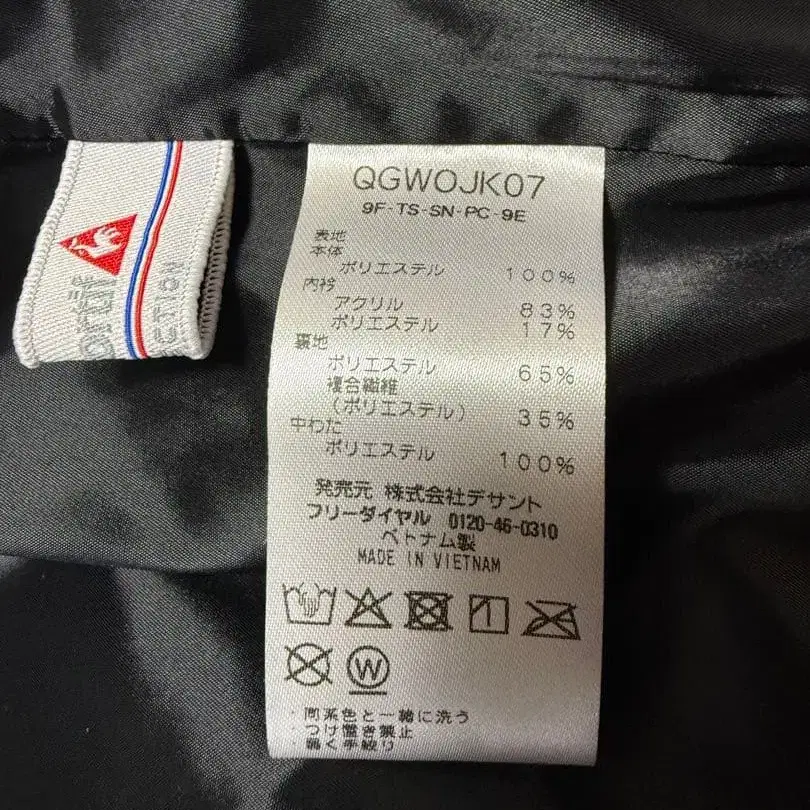 QGWOJK07
9F-TS-SN-PC-9E
表地
本体
ポリエステル 100%
内衿
アクリル 83%
ポリエステル 17%
裏地
ポリエステル 65%
複合繊維
(ポリエステル) 35%
中わた
ポリエステル 100%
発売元 株式会社デサント
フリーダイヤル 0120-46-0310
ベトナム製
MADE IN VIETNAM
W
・同系色と一緒に洗う
・つけ置き禁止
・弱く手絞り